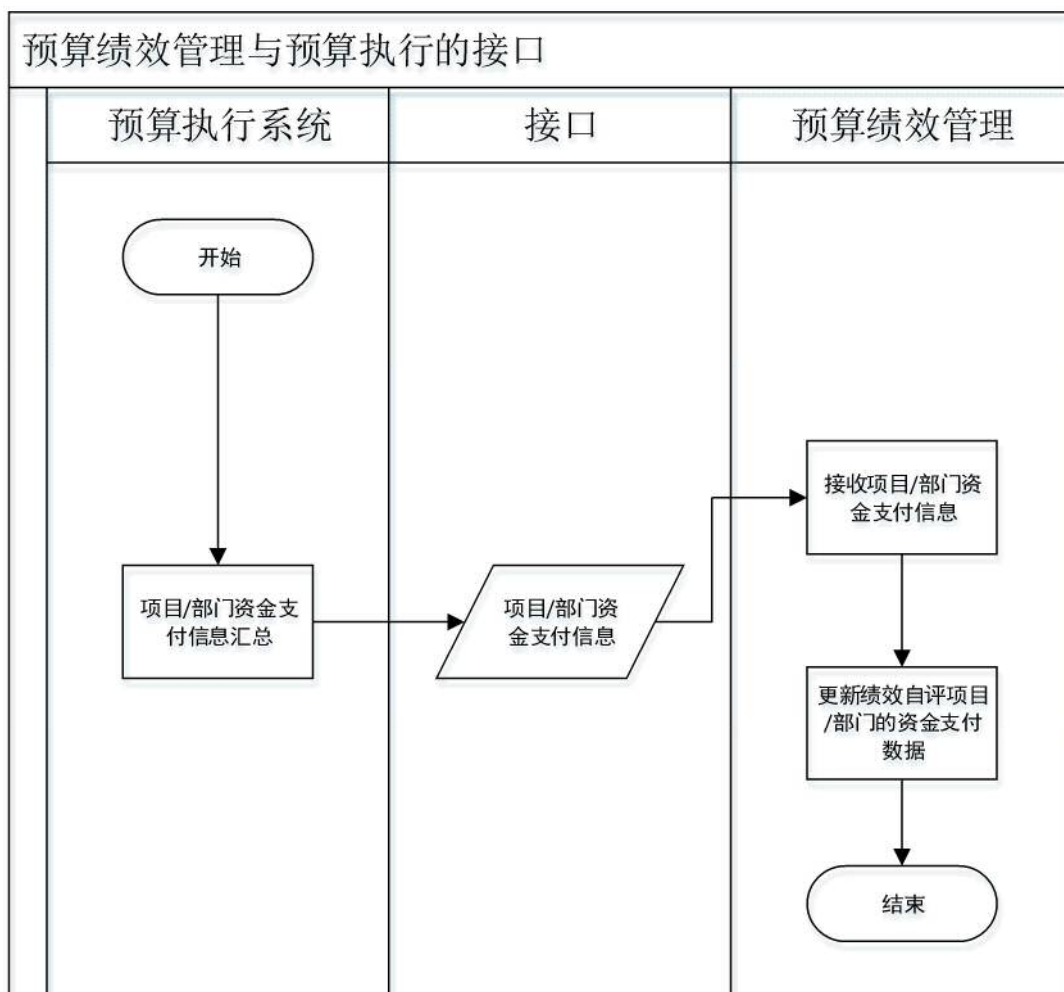 预算绩效管理与预算执行的接口
预算执行系统
接口
预算绩效管理
开始
接收项目/部门资
金支付信息
项目/部门资金支
付信息汇总
项目/部门资
金支付信息
更新绩效自评项目
/部门的资金支付
数据
结束